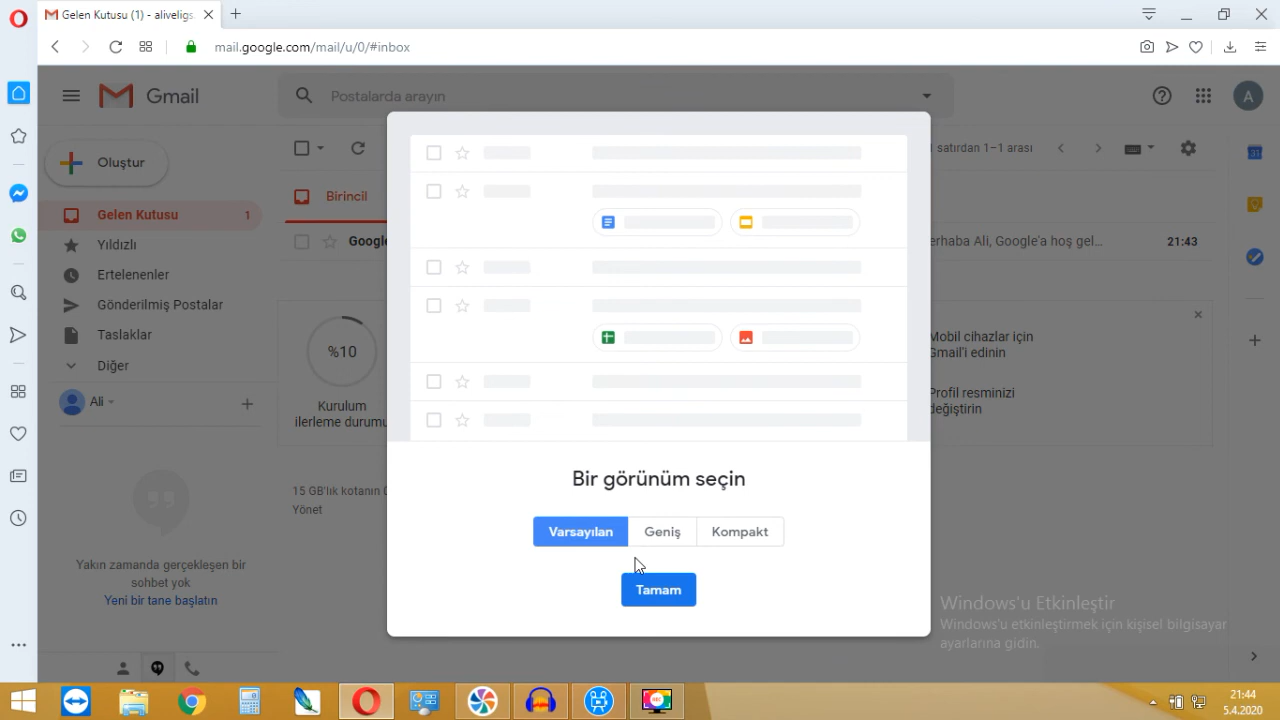 Gelen Kutusu (1) - aliveligs
mail.google.com/mail/u/0/#inbox
Gmail
Postalarda arayın
A
Oluştur
satırdan 1–1 arası
Gelen Kutusu 1
Birincil
Yıldızlı
Google
erhaba Ali, Google'a hoş gel...
21:43
Ertelenenler
Gönderilmiş Postalar
Taslaklar
Diğer
Ali
%10
Kurulum
ilerleme durumu
Mobil cihazlar için
Gmail'i edinin
Profil resminizi
değiştirin
Bir görünüm seçin
15 GB'lık kotanın
Yönet
Varsayılan
Geniş
Kompakt
Tamam
Yakın zamanda gerçekleşen bir
sohbet yok
Yeni bir tane başlatın
Windows'u Etkinleştir
Windows'u etkinleştirmek için kişisel bilgisayar
ayarlarına gidin.
21:44
5.4.2020